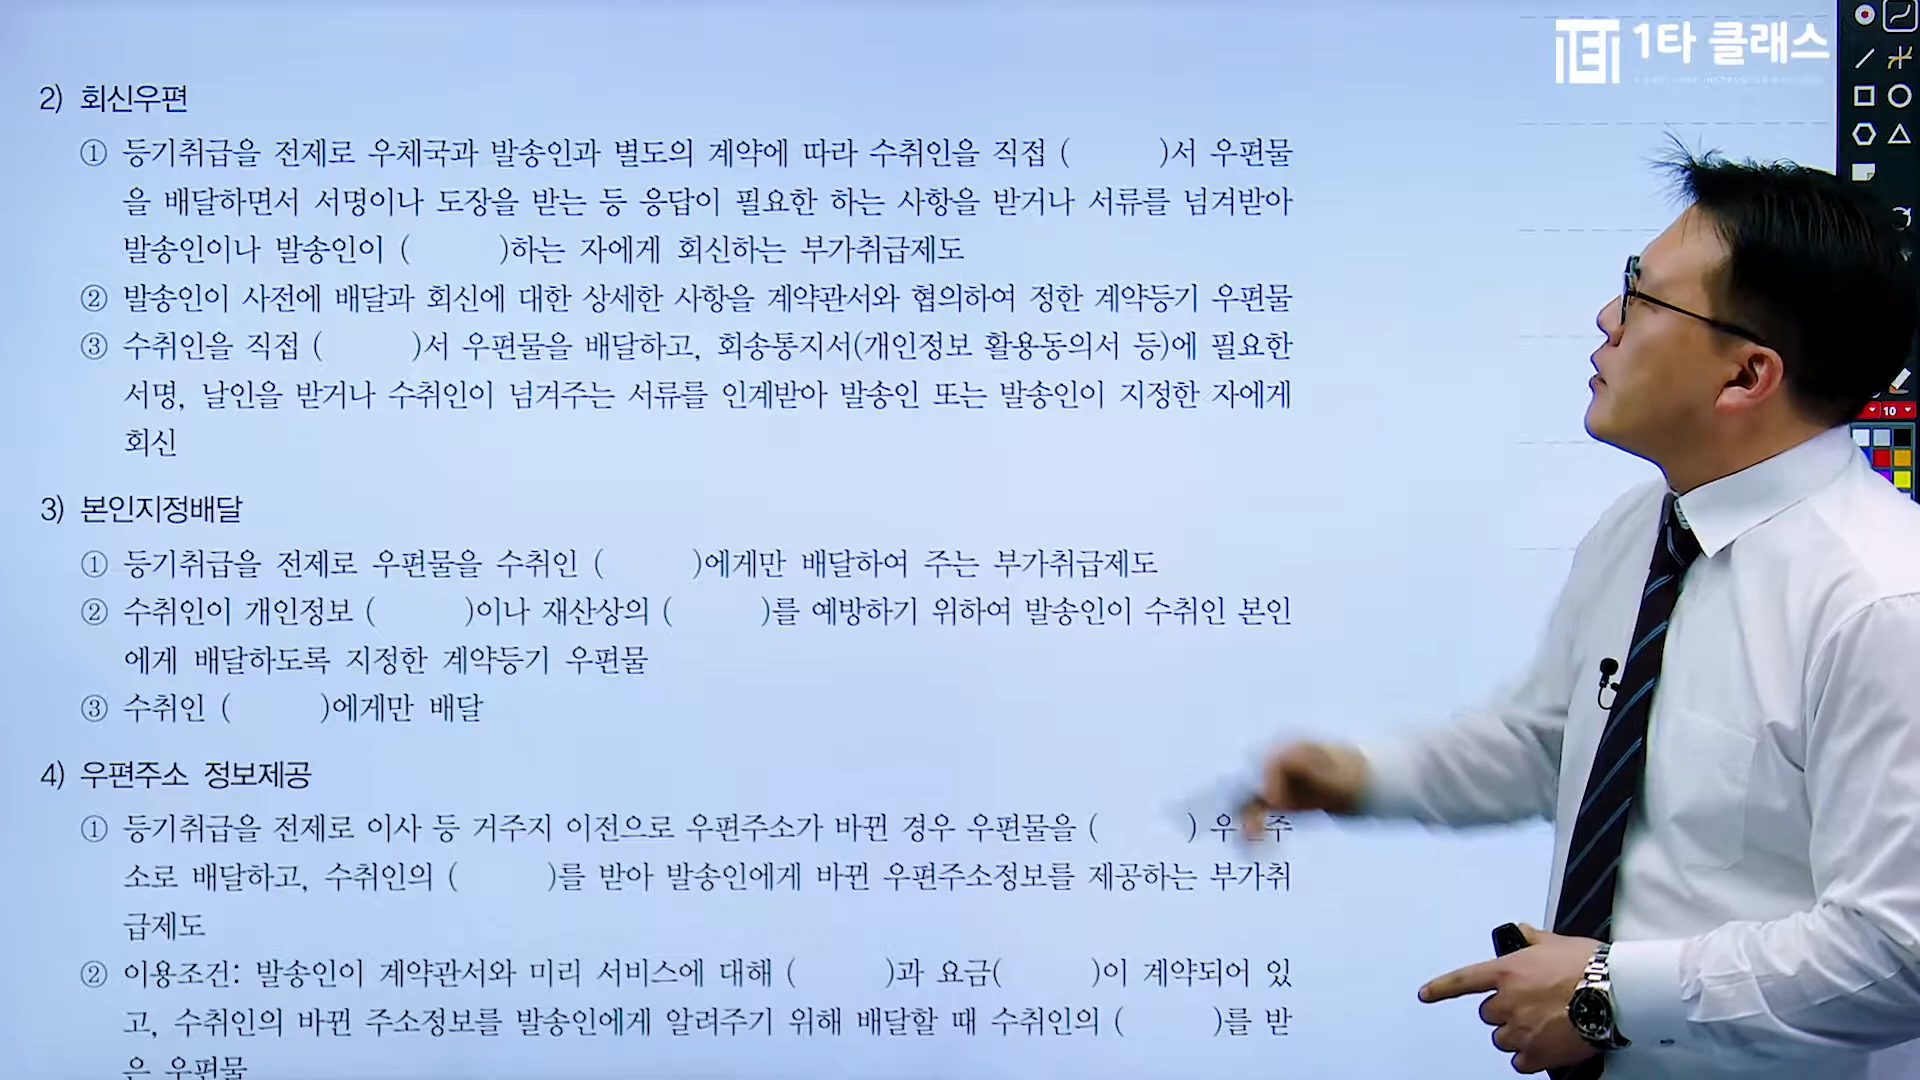 1타 클래스
2) 회신우편
① 등기취급을 전제로 우체국과 발송인과 별도의 계약에 따라 수취인을 직접 (          )서 우편물
을 배달하면서 서명이나 도장을 받는 등 응답이 필요한 하는 사항을 받거나 서류를 넘겨받아
발송인이나 발송인이 (          )하는 자에게 회신하는 부가취급제도
② 발송인이 사전에 배달과 회신에 대한 상세한 사항을 계약관서와 협의하여 정한 계약등기 우편물
③ 수취인을 직접 (          )서 우편물을 배달하고, 회송통지서(개인정보 활용동의서 등)에 필요한
서명, 날인을 받거나 수취인이 넘겨주는 서류를 인계받아 발송인 또는 발송인이 지정한 자에게
회신
3) 본인지정배달
① 등기취급을 전제로 우편물을 수취인 (          )에게만 배달하여 주는 부가취급제도
② 수취인이 개인정보 (          )이나 재산상의 (          )를 예방하기 위하여 발송인이 수취인 본인
에게 배달하도록 지정한 계약등기 우편물
③ 수취인 (          )에게만 배달
4) 우편주소 정보제공
① 등기취급을 전제로 이사 등 거주지 이전으로 우편주소가 바뀐 경우 우편물을 (          ) 우편주
소로 배달하고, 수취인의 (          )를 받아 발송인에게 바뀐 우편주소정보를 제공하는 부가취
급제도
② 이용조건: 발송인이 계약관서와 미리 서비스에 대해 (          )과 요금(          )이 계약되어 있
고, 수취인의 바뀐 주소정보를 발송인에게 알려주기 위해 배달할 때 수취인의 (          )를 받
은 우편물
10